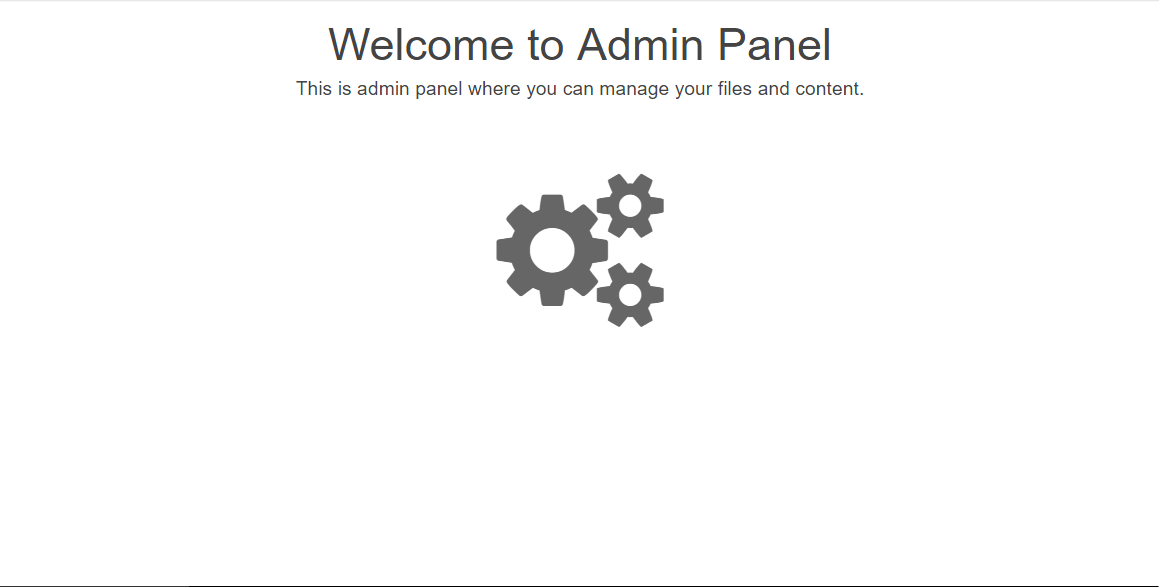 Welcome to Admin Panel
This is admin panel where you can manage your files and content.